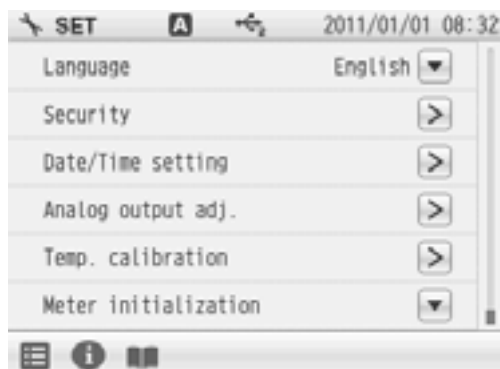 SET A 2 2011/01/01 08:32
Language English
Security >
Date/Time setting >
Analog output adj. >
Temp. calibration >
Meter initialization
i